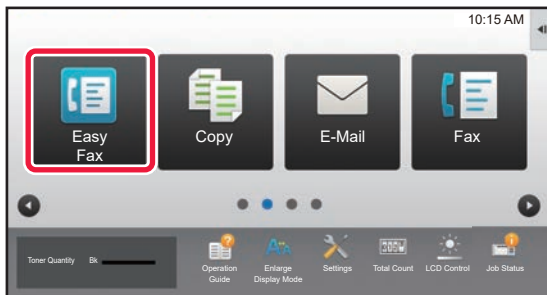 10:15 AM
Easy
Fax
Copy
E-Mail
Fax
Toner Quantity Bk
Operation
Guide
Enlarge
Display Mode
Settings
Total Count
LCD Control
Job Status